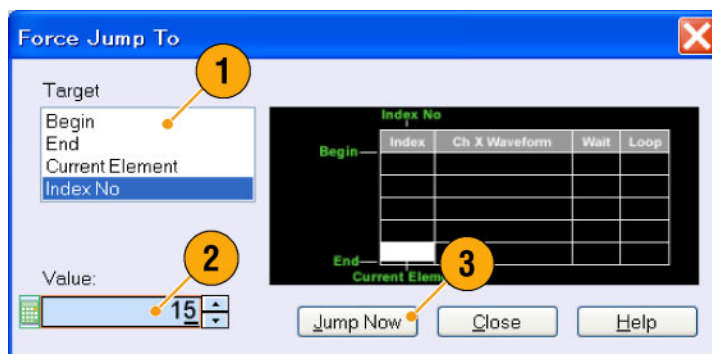 Force Jump To
1
Target
Begin
End
Current Element
Index No
Index No
Begin
Index Ch X Waveform Wait Loop
End
Current Elem
2
Value:
15
3
Jump Now
Close
Help